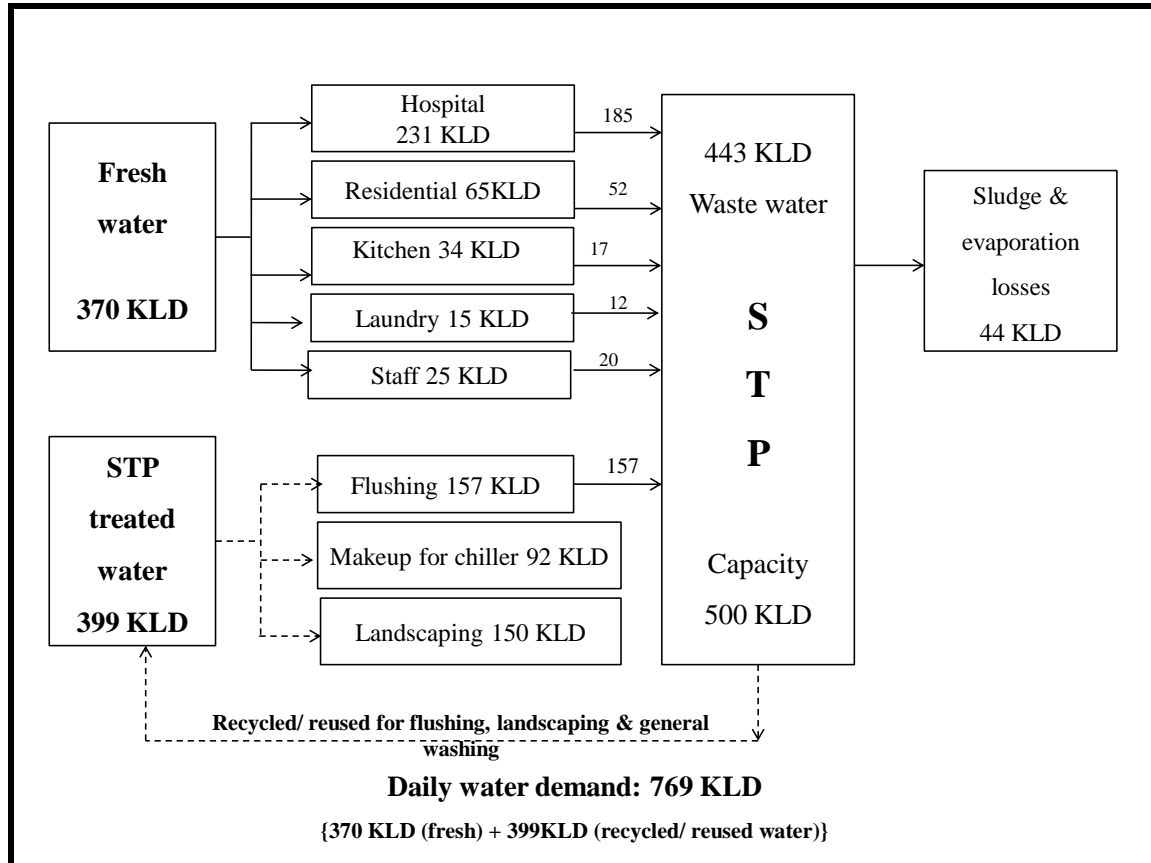 Fresh
water
370 KLD
Hospital
231 KLD
185
Residential 65KLD
52
Kitchen 34 KLD
17
Laundry 15 KLD
12
Staff 25 KLD
20
443 KLD
Waste water
S
T
P
Capacity
500 KLD
Sludge &
evaporation
losses
44 KLD
STP
treated
water
399 KLD
Flushing 157 KLD
157
Makeup for chiller 92 KLD
Landscaping 150 KLD
Recycled/ reused for flushing, landscaping & general
washing
Daily water demand: 769 KLD
{370 KLD (fresh) + 399KLD (recycled/ reused water)}